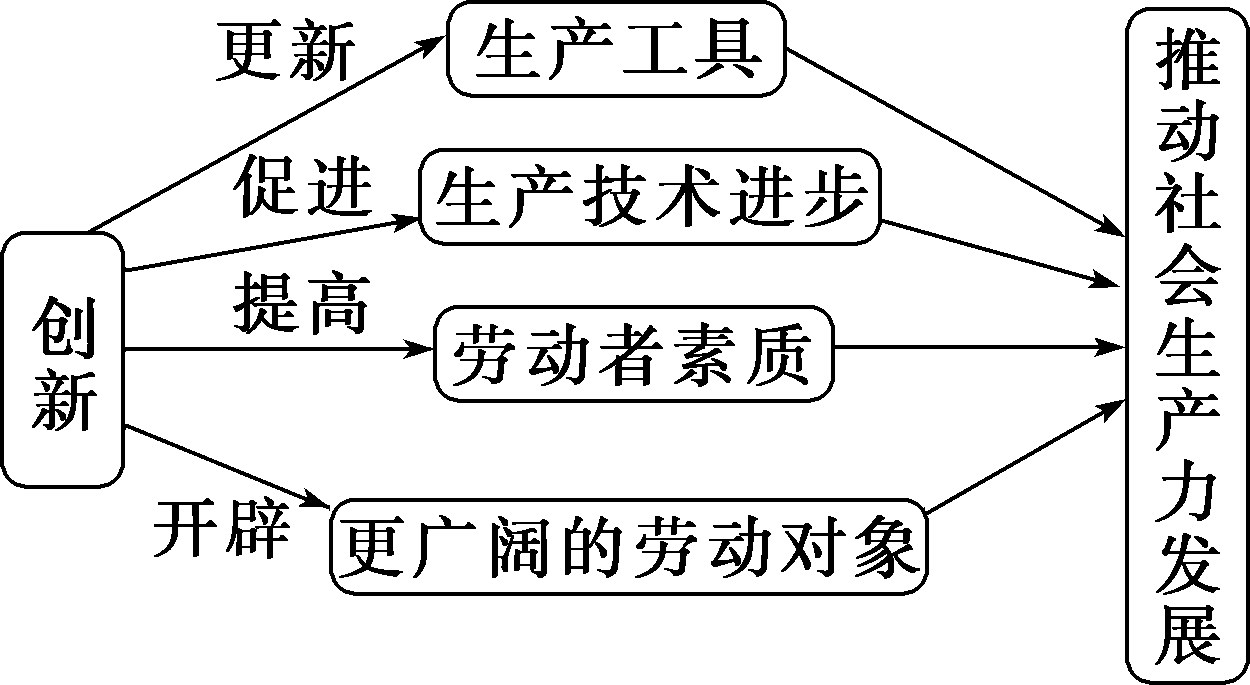 更新
生产工具
促进
生产技术进步
创新
提高
劳动者素质
开辟
更广阔的劳动对象
推动社会生产力发展